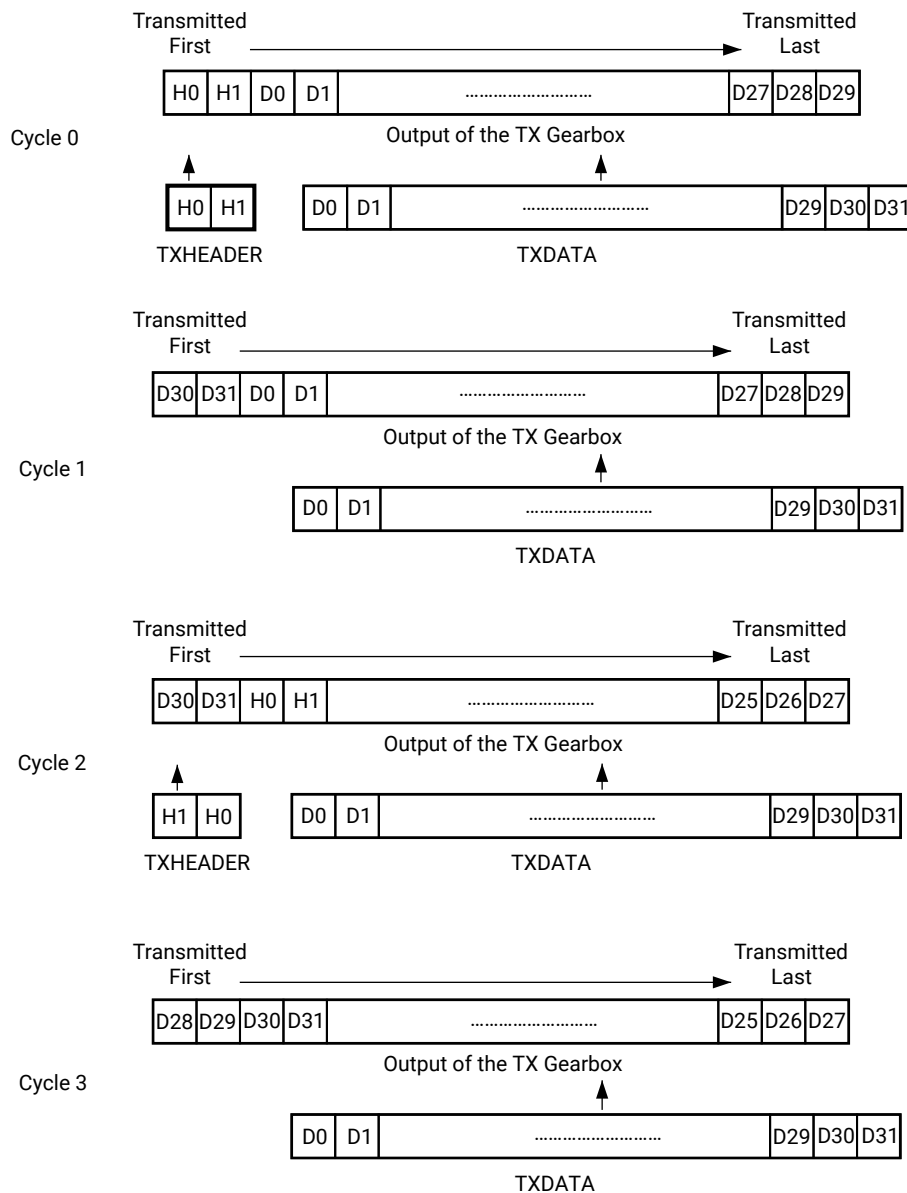 Transmitted First
Transmitted Last
H0 H1 D0 D1 ........................... D27 D28 D29
Cycle 0
Output of the TX Gearbox
H0 H1
D0 D1 ........................... D29 D30 D31
TXHEADER
TXDATA
Transmitted First
Transmitted Last
D30 D31 D0 D1 ........................... D27 D28 D29
Output of the TX Gearbox
Cycle 1
D0 D1 ........................... D29 D30 D31
TXDATA
Transmitted First
Transmitted Last
D30 D31 H0 H1 ........................... D25 D26 D27
Output of the TX Gearbox
Cycle 2
H1 H0
D0 D1 ........................... D29 D30 D31
TXHEADER
TXDATA
Transmitted First
Transmitted Last
D28 D29 D30 D31 ........................... D25 D26 D27
Output of the TX Gearbox
Cycle 3
D0 D1 ........................... D29 D30 D31
TXDATA